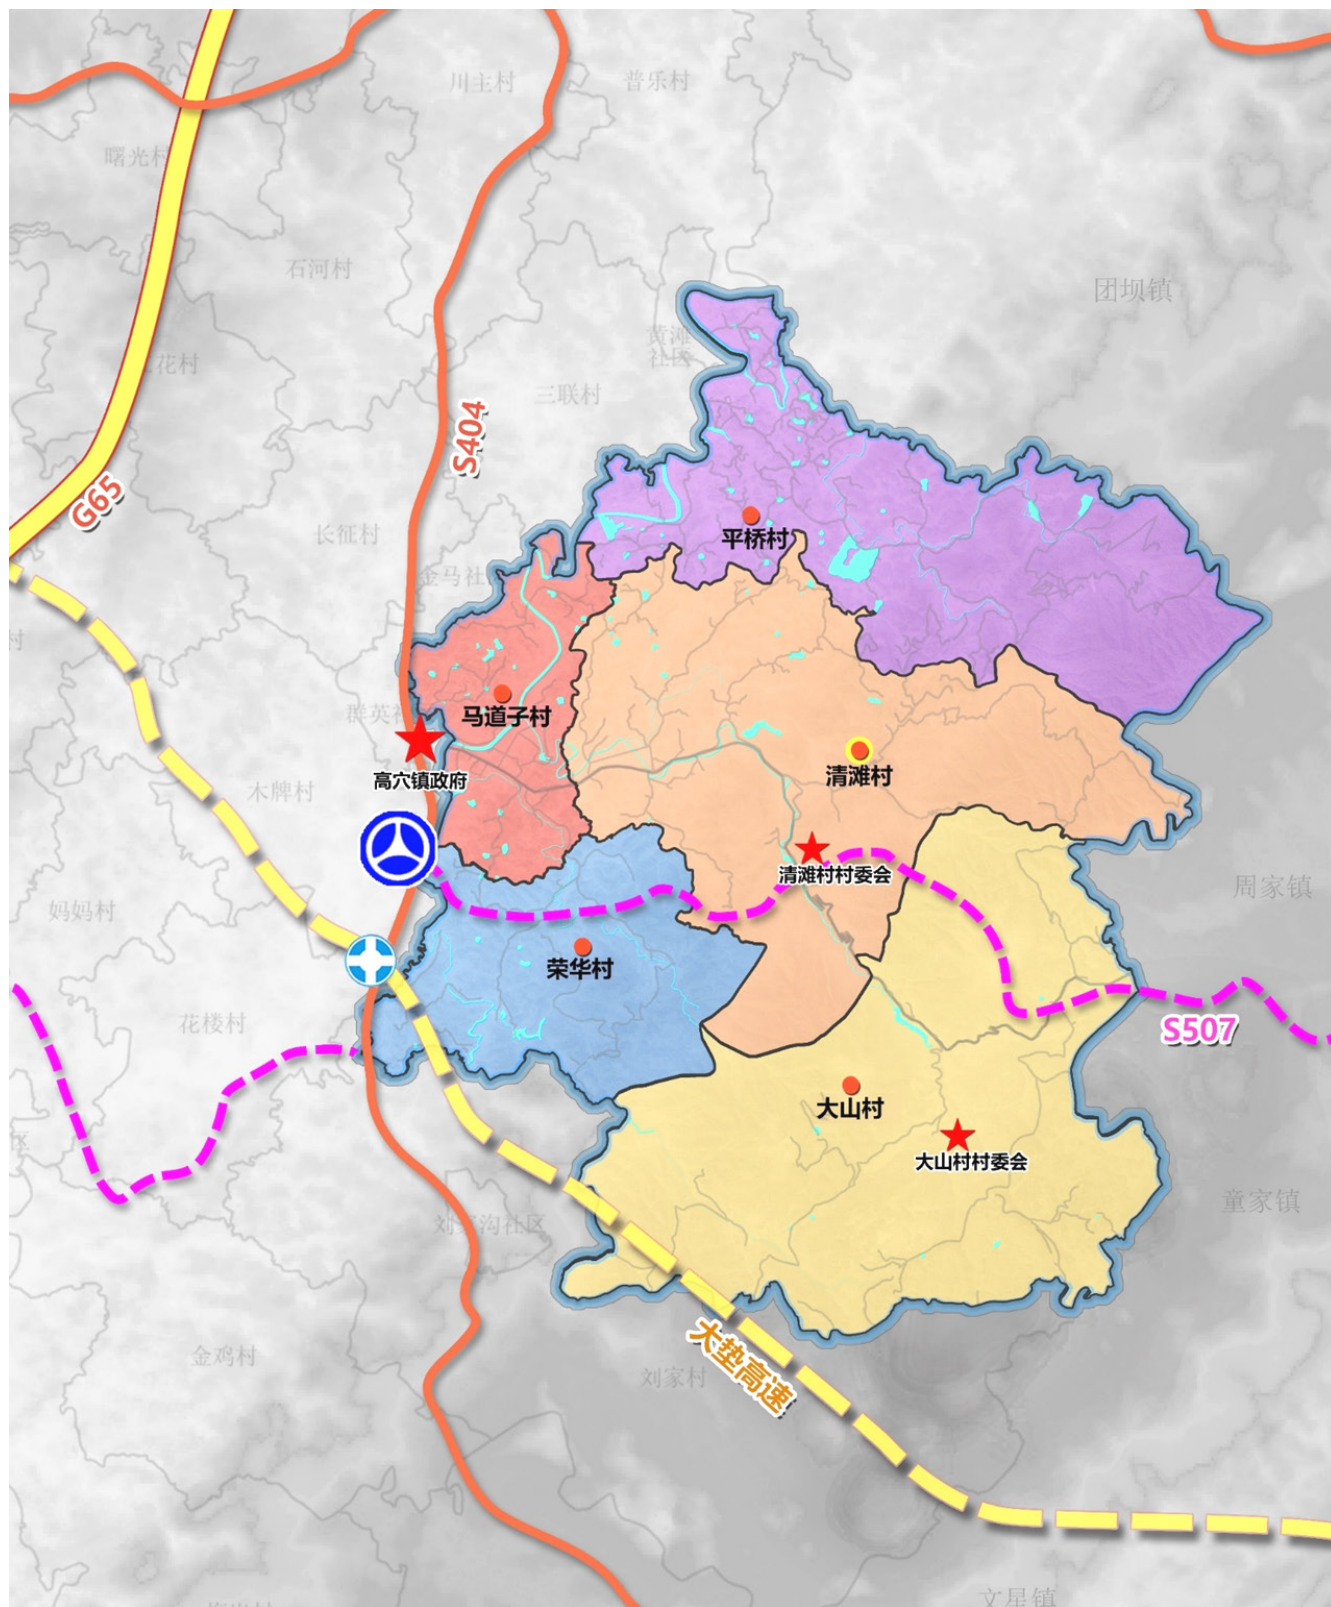 川主村
普乐村
曙光村
石河村
团坝镇
花村
黄滩
社区
三联村
S404
G65
长征村
平桥村
金马社
村
群英社
马道子村
高穴镇政府
清滩村
木牌村
清滩村村委会
周家镇
妈妈村
荣华村
花楼村
S507
大山村
大山村村委会
童家镇
沟社区
金鸡村
大垫高速
刘家村
文星镇